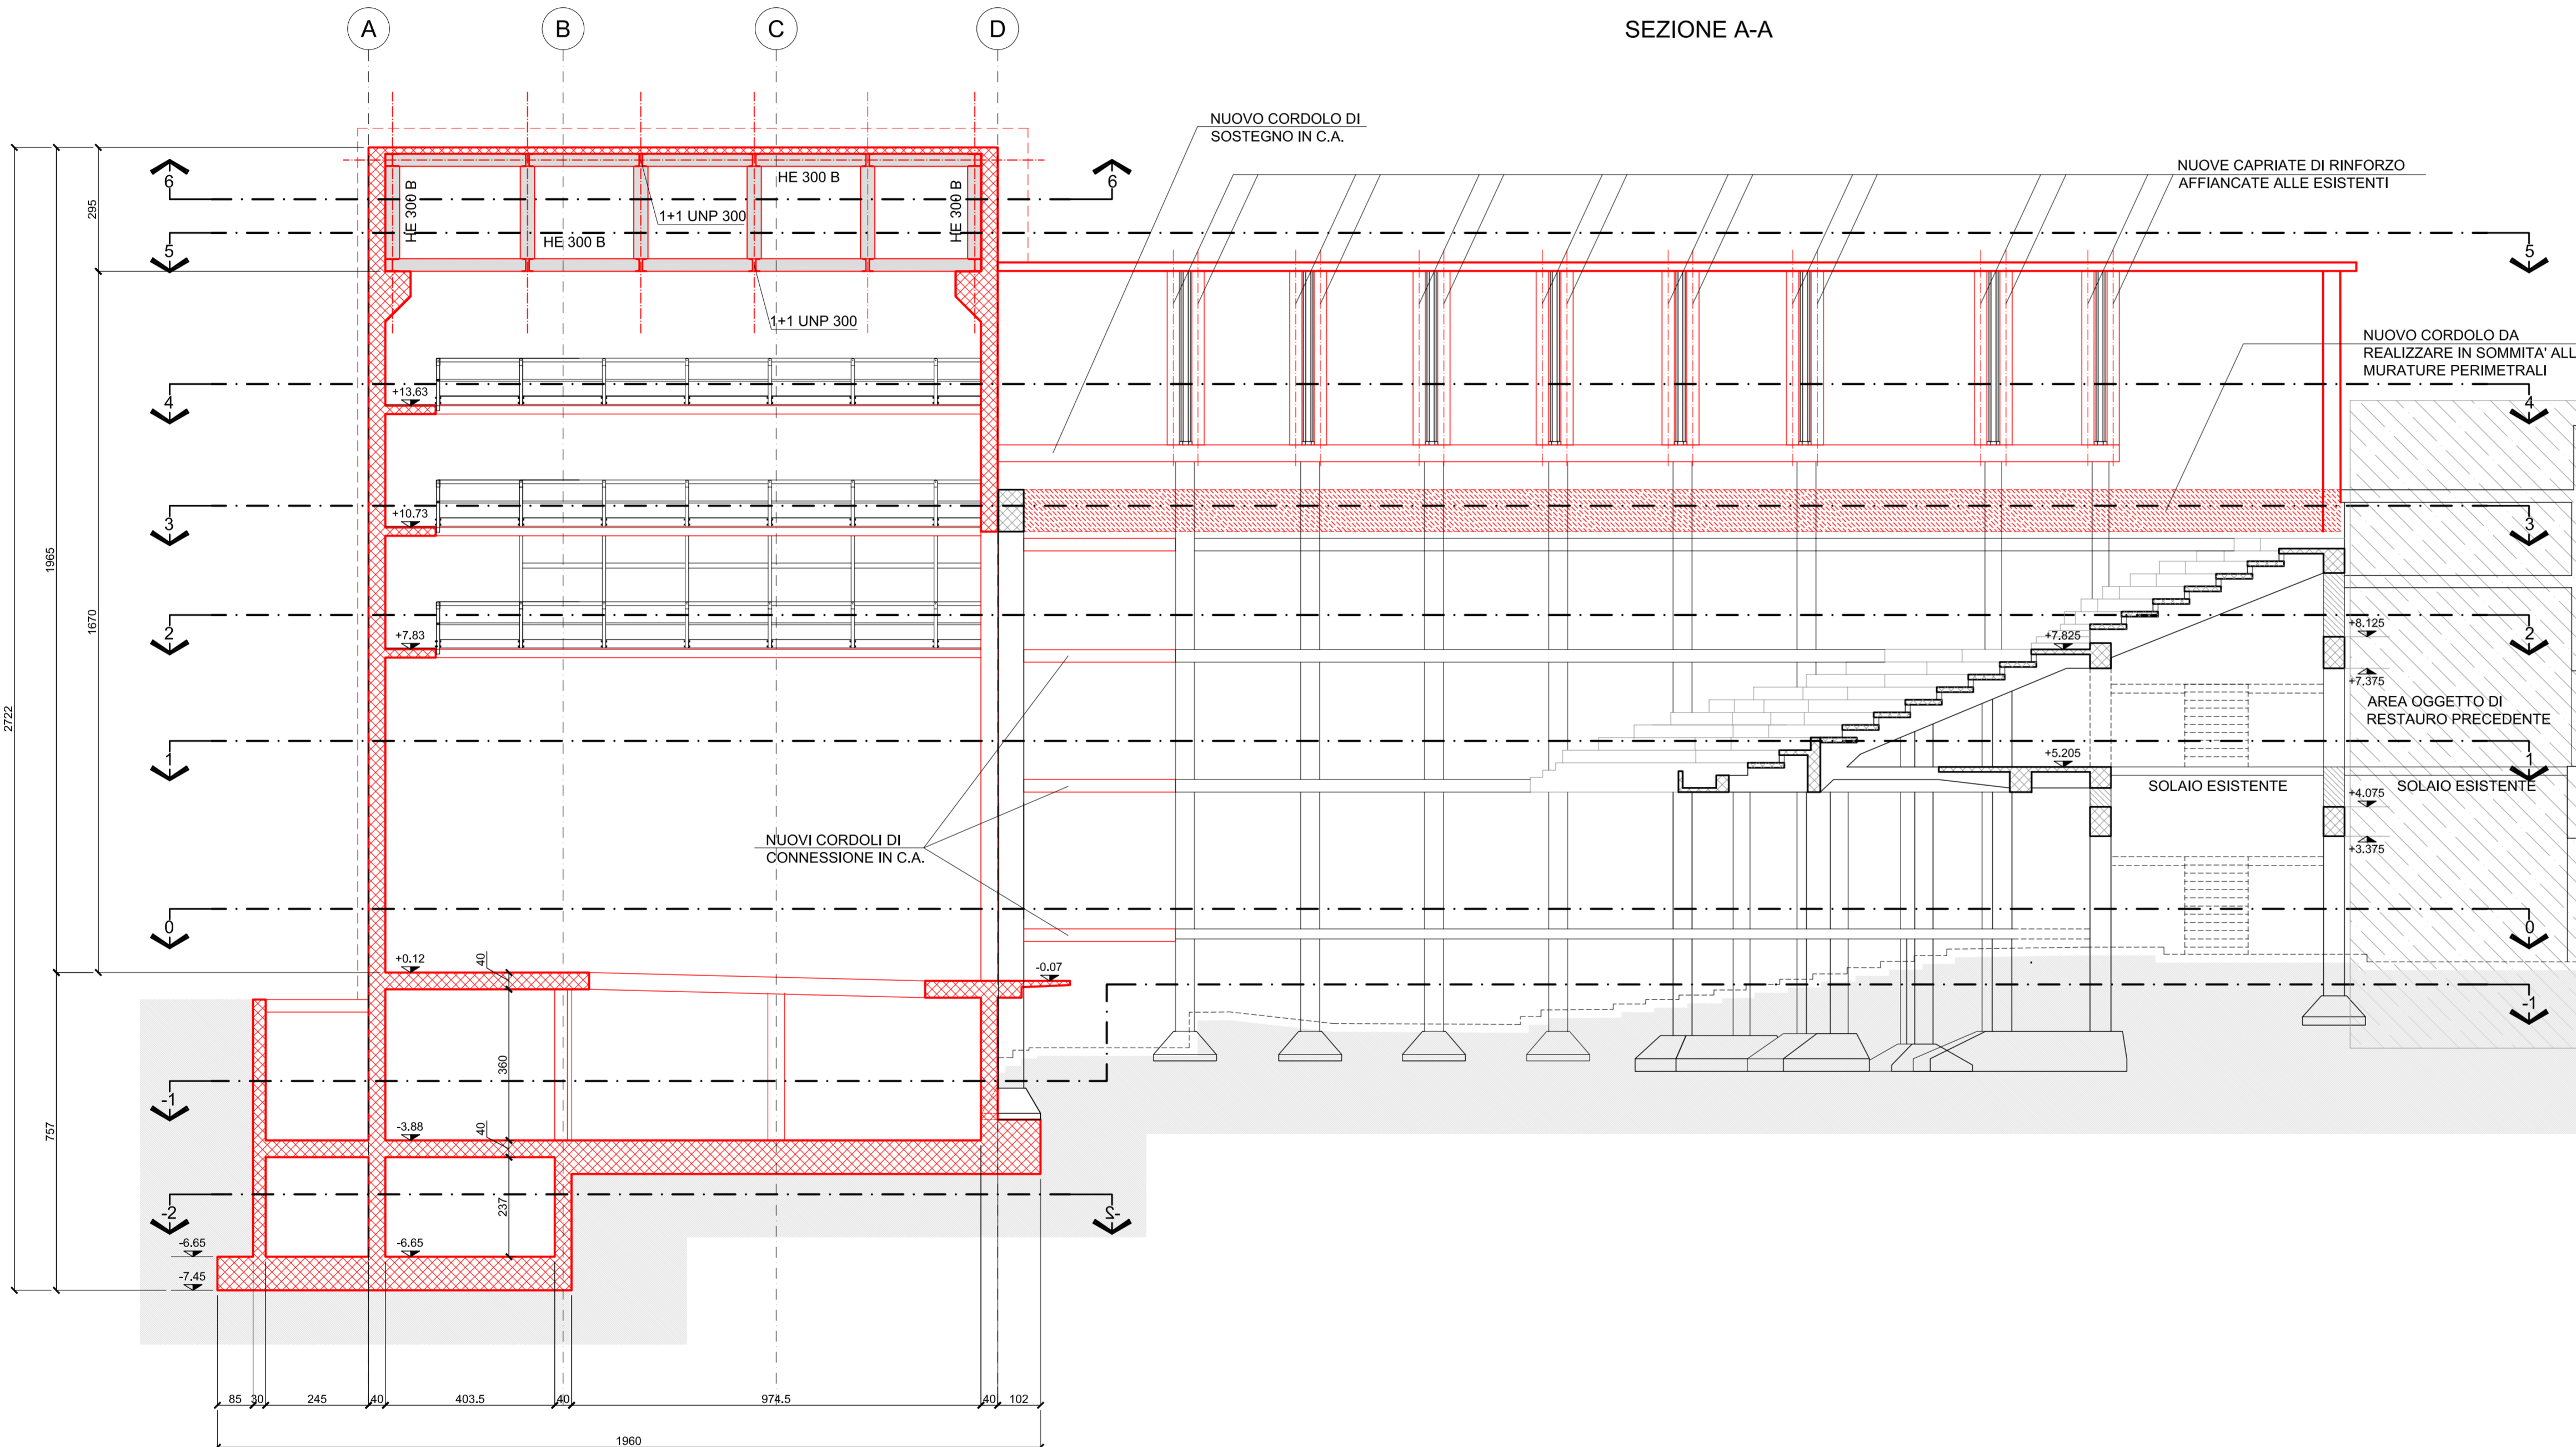 A
B
C
D
SEZIONE A-A
NUOVO CORDOLO DI
SOSTEGNO IN C.A.
NUOVE CAPRIATE DI RINFORZO
AFFIANCATE ALLE ESISTENTI
6
6
HE 300 B
HE 300 B
HE 300 B
1+1 UNP 300
HE 300 B
295
5
5
1+1 UNP 300
NUOVO CORDOLO DA
REALIZZARE IN SOMMITA' ALL
MURATURE PERIMETRALI
+13.63
4
4
+10.73
3
3
1965
1670
2722
+7.83
2
2
+7.825
+8.125
+7.375
AREA OGGETTO DI
RESTAURO PRECEDENTE
1
1
+5.205
SOLAIO ESISTENTE
SOLAIO ESISTENTE
+4.075
+3.375
NUOVI CORDOLI DI
CONNESSIONE IN C.A.
0
0
+0.12
40
-0.07
-1
360
-1
-3.88
40
757
237
-2
-2
-6.65
-6.65
-7.45
85
30
245
40
403.5
40
974.5
40
102
1960